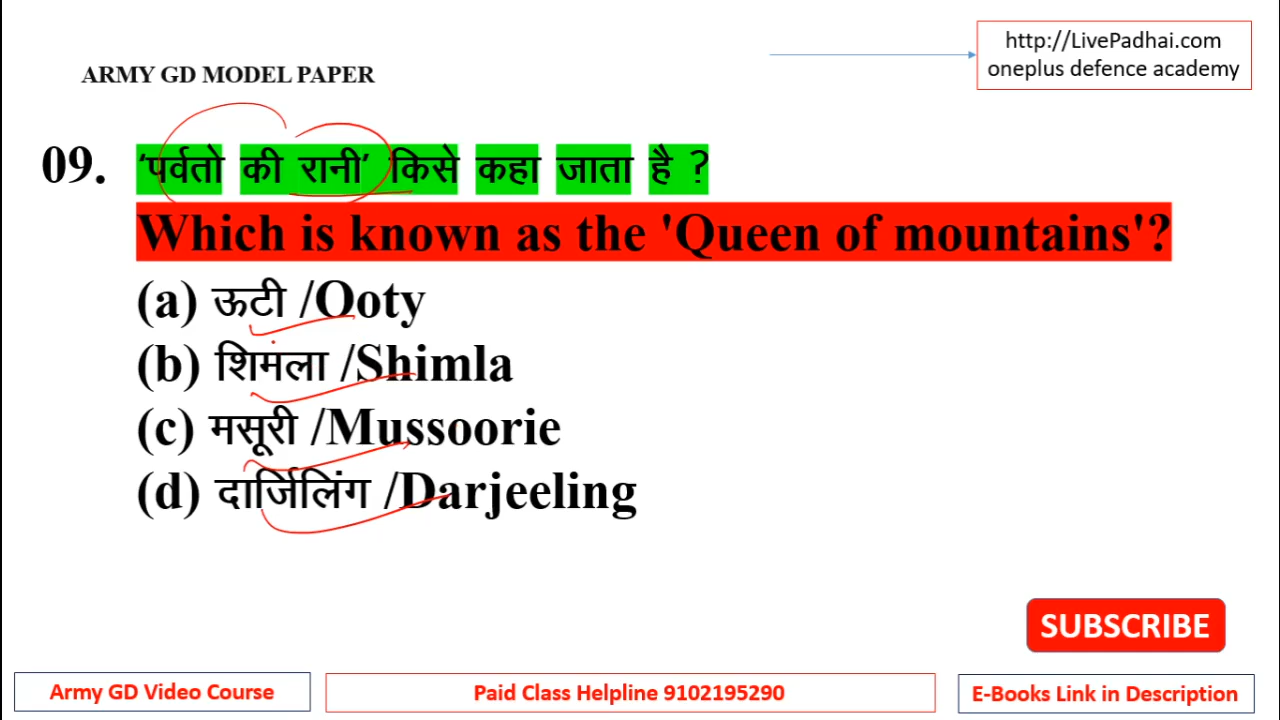 http://LivePadhai.com
oneplus defence academy
ARMY GD MODEL PAPER
09. 'पर्वतो की रानी' किसे कहा जाता है ?
Which is known as the 'Queen of mountains'?
(a) ऊटी /Ooty
(b) शिमला /Shimla
(c) मसूरी /Mussoorie
(d) दार्जिलिंग /Darjeeling
SUBSCRIBE
Army GD Video Course
Paid Class Helpline 9102195290
E-Books Link in Description